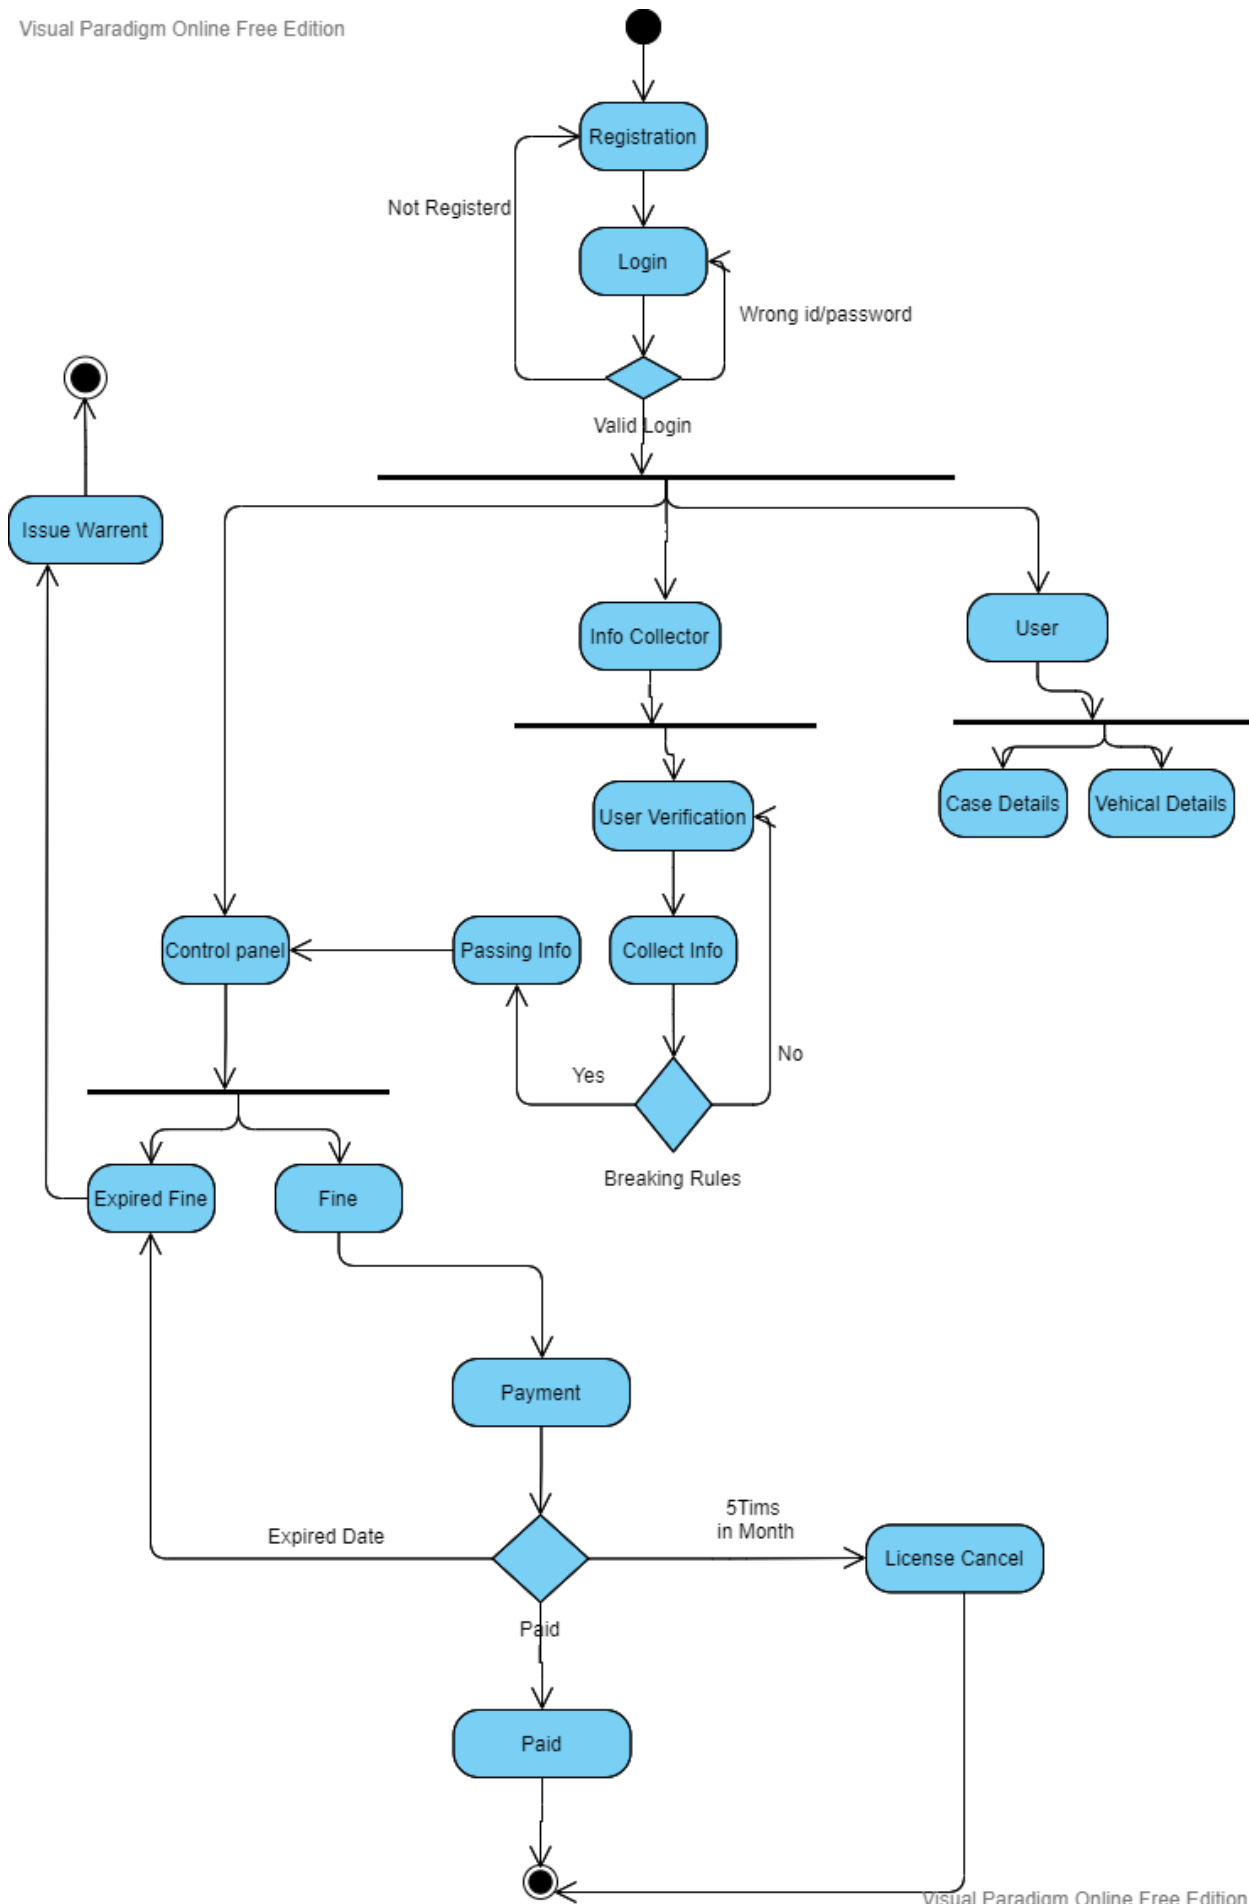 Visual Paradigm Online Free Edition
Registration
Not Registerd
Login
Wrong id/password
Valid Login
Issue Warrent
Info Collector
User
User Verification
Case Details
Vehical Details
Control panel
Passing Info
Collect Info
No
Yes
Breaking Rules
Expired Fine
Fine
Payment
5Tims
in Month
Expired Date
License Cancel
Paid
Paid
Visual Paradigm Online Free Edition